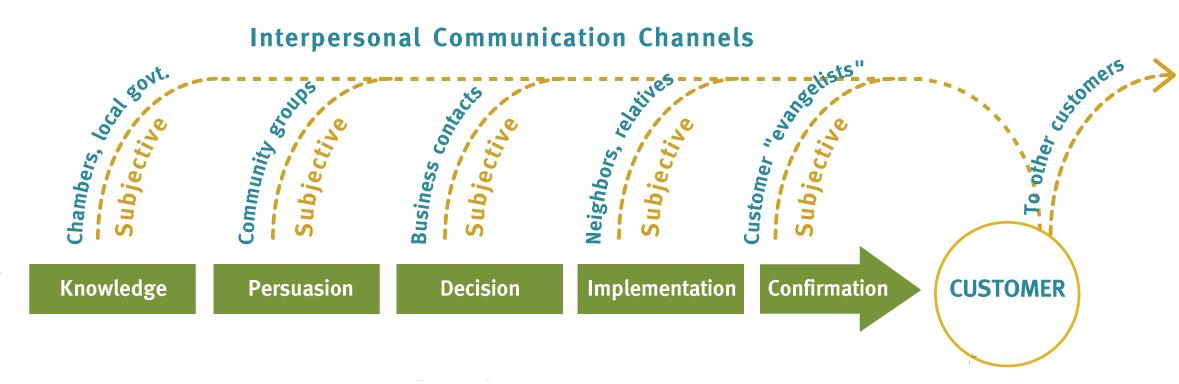 Interpersonal Communication Channels
Chambers, local govt.
Subjective
Community groups
Subjective
Business contacts
Subjective
Neighbors, relatives
Subjective
Customer "evangelists"
Subjective
To other customers
Knowledge
Persuasion
Decision
Implementation
Confirmation
CUSTOMER